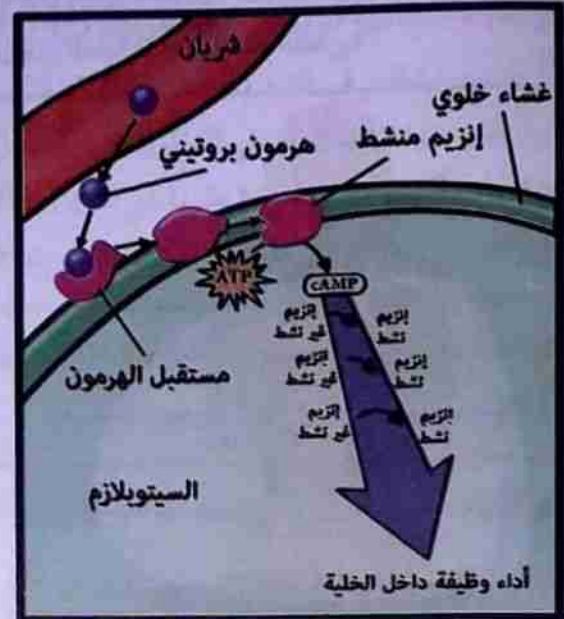 شريان
غشاء خلوي
إنزيم منشط
هرمون بروتيني
ATP
cAMP
إنزيم
غير نشط
إنزيم
نشط
إنزيم
غير نشط
إنزيم
نشط
إنزيم
غير نشط
إنزيم
نشط
مستقبل الهرمون
السيتوبلازم
أداء وظيفة داخل الخلية